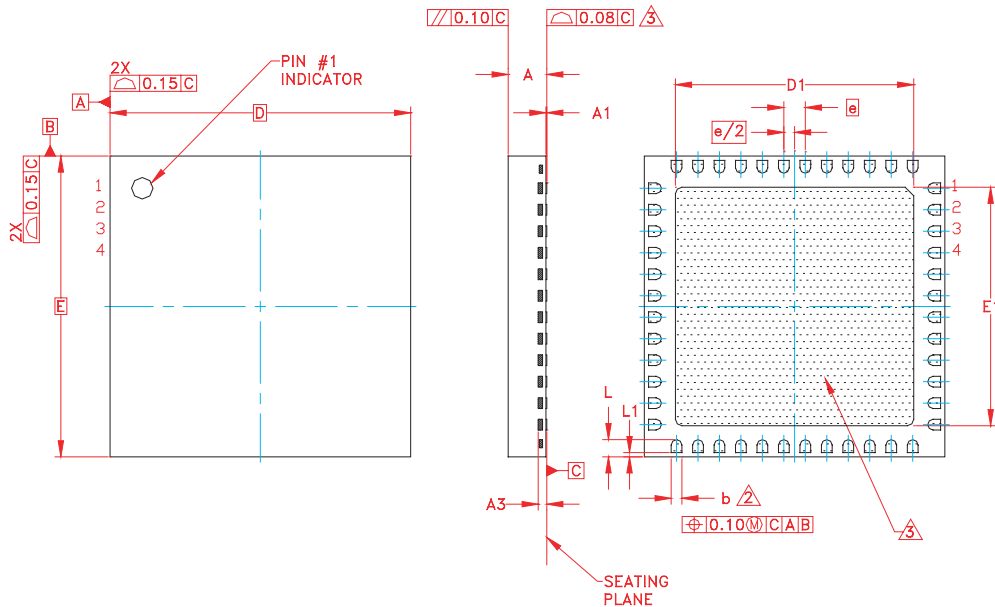 // 0.10 C
⌓ 0.08 C 3
2X
⌓ 0.15 C
PIN #1
INDICATOR
A
D1
A
D
A1
e
B
e/2
2X ⌓ 0.15 C
1
2
3
4
1
2
3
4
E
E1
L
L1
C
A3
b 2
⌖ 0.10 Ⓜ C A B
3
SEATING
PLANE